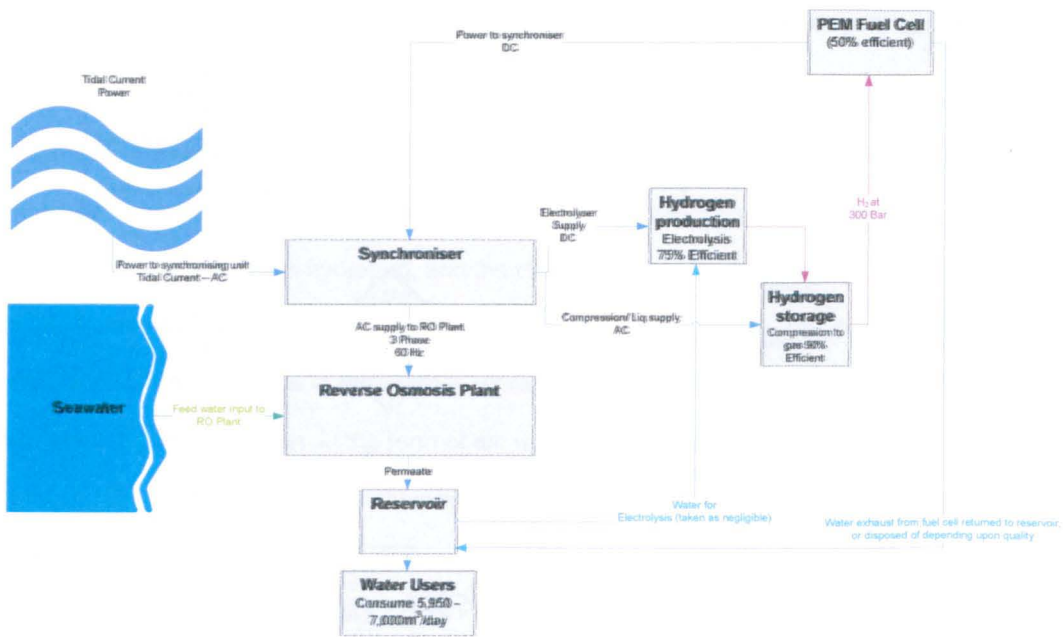 Power to synchroniser
DC
PEM Fuel Cell
(50% efficient)
Tidal Current
Power
H₂ at
300 Bar
Electrolyser
Supply
DC
Hydrogen
production
Electrolysis
75% Efficient
Power to synchronising unit
Tidal Current – AC
Synchroniser
AC supply to RO Plant
3 Phase
60 Hz
Compression/ Liq supply
AC
Hydrogen
storage
Compression to
gas 90%
Efficient
Seawater
Feed water input to
RO Plant
Reverse Osmosis Plant
Permeate
Reservoir
Water for
Electrolysis (taken as negligible)
Water exhaust from fuel cell returned to reservoir,
or disposed of depending upon quality
Water Users
Consume 5,950 –
7,000m³/day